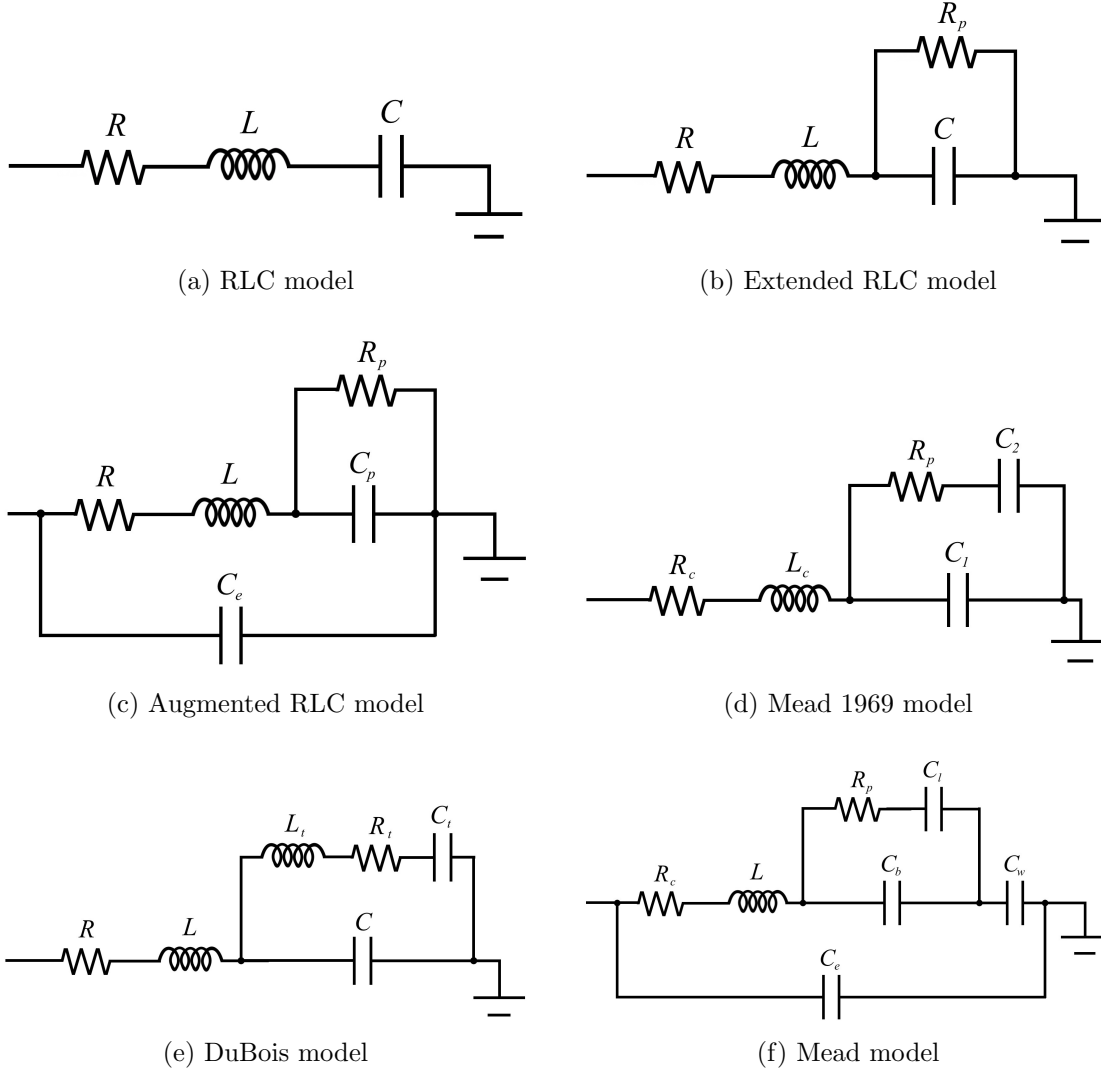 R L C
(a) RLC model
R_p
R L C
(b) Extended RLC model
R_p
R L C_p
C_e
(c) Augmented RLC model
R_p C_2
R_c L_c C_1
(d) Mead 1969 model
L_t R_t C_t
R L C
(e) DuBois model
R_p C_l
R_c L C_b C_w
C_e
(f) Mead model